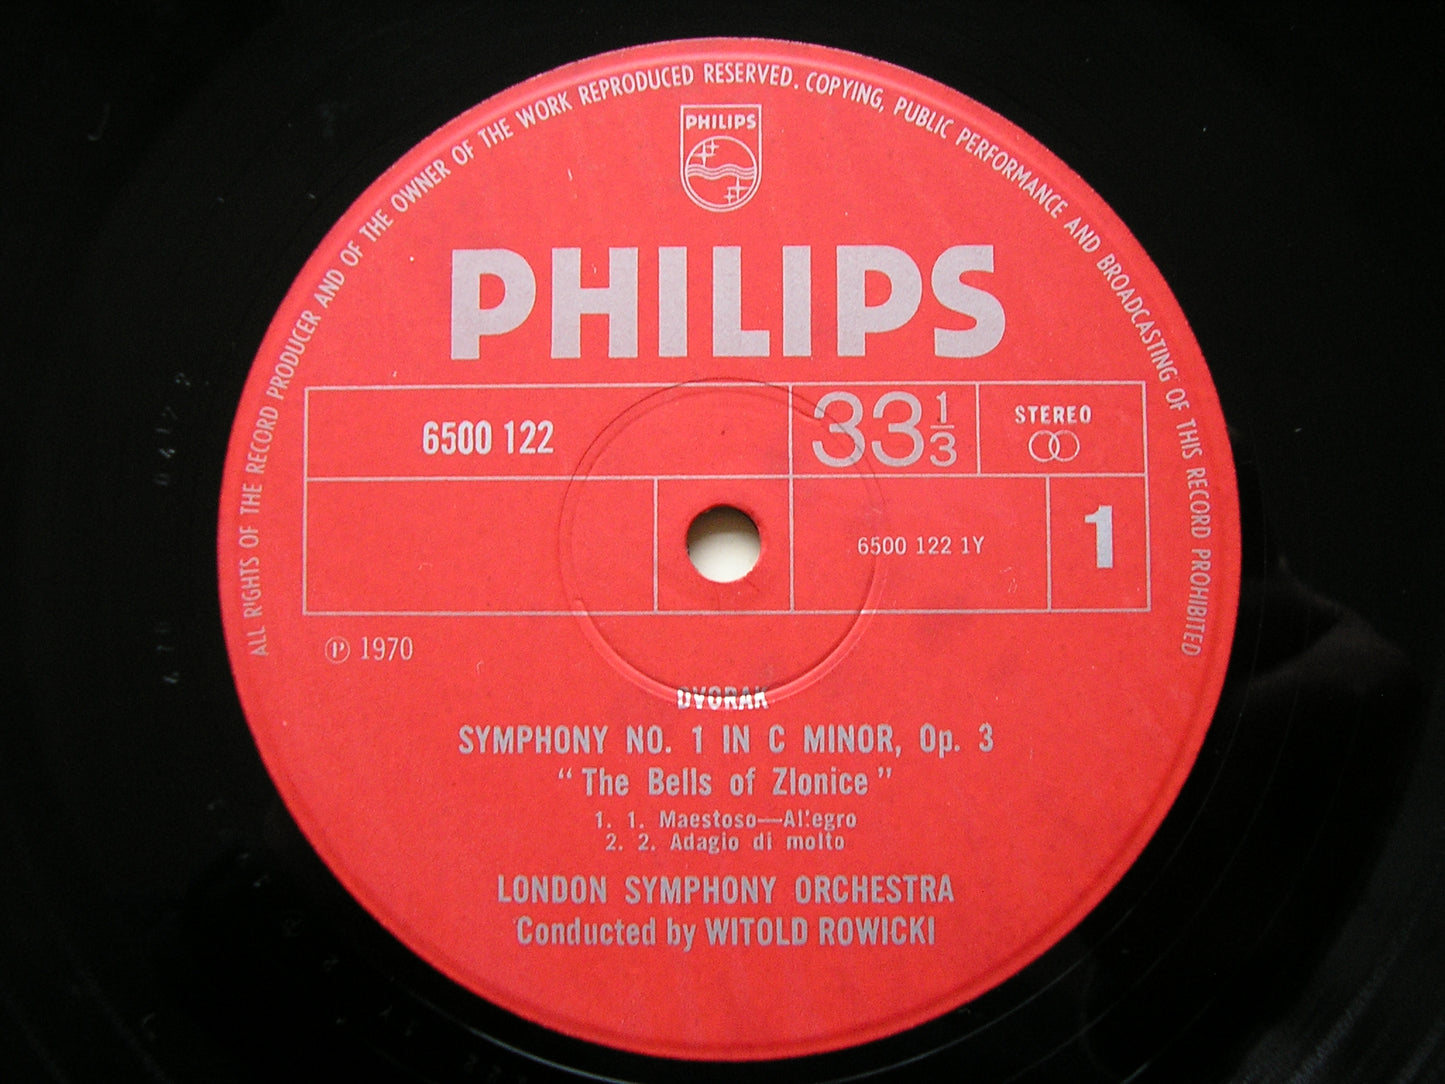 ALL RIGHTS OF THE RECORD PRODUCER AND OF THE OWNER OF THE WORK REPRODUCED RESERVED. COPYING, PUBLIC PERFORMANCE AND BROADCASTING OF THIS RECORD PROHIBITED
PHILIPS
PHILIPS
6500 122
33 1/3
STEREO
6500 122 1Y
1
Ⓟ 1970
DVORAK
SYMPHONY NO. 1 IN C MINOR, Op. 3
"The Bells of Zlonice"
1. 1. Maestoso—Allegro
2. 2. Adagio di molto
LONDON SYMPHONY ORCHESTRA
Conducted by WITOLD ROWICKI